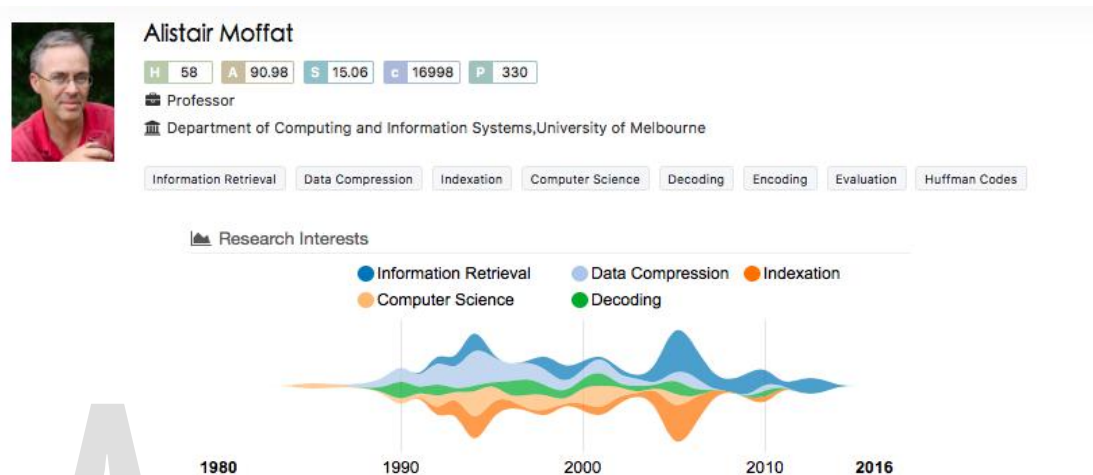 Alistair Moffat
H 58 A 90.98 S 15.06 c 16998 P 330
Professor
Department of Computing and Information Systems,University of Melbourne
Information Retrieval Data Compression Indexation Computer Science Decoding Encoding Evaluation Huffman Codes
Research Interests
Information Retrieval Data Compression Indexation
Computer Science Decoding
1980 1990 2000 2010 2016
A